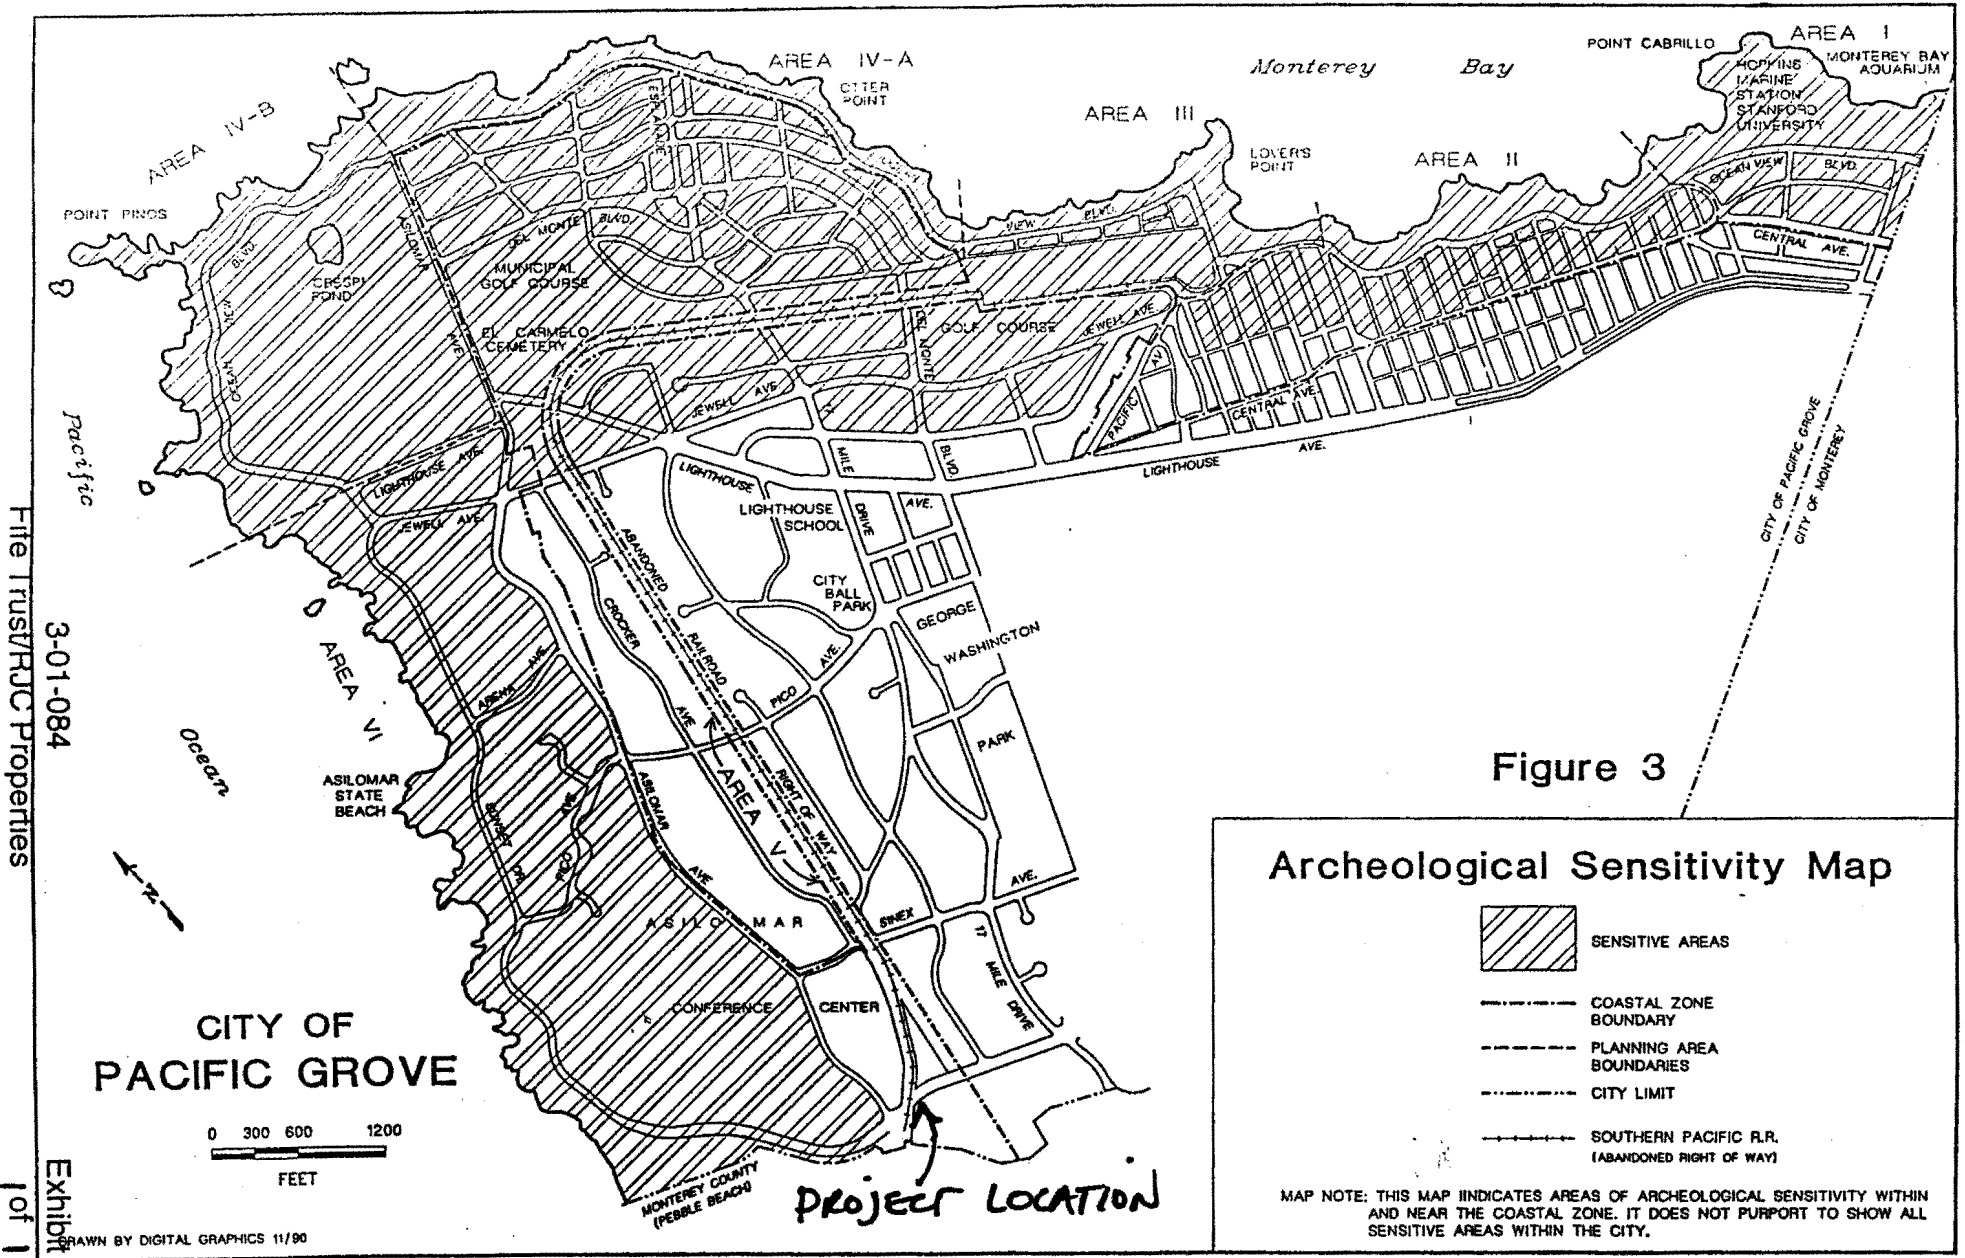 AREA I
POINT CABRILLO
MONTEREY BAY
AQUARIUM
HOPKINS
MARINE
STATION
STANFORD
UNIVERSITY
Monterey Bay
AREA IV-A
OTTER
POINT
AREA III
LOVER'S
POINT
AREA II
AREA IV-B
POINT PINOS
CRESPI
POND
ESPLANADE
OCEAN VIEW BLVD.
VIEW BLVD.
OCEAN VIEW BLVD.
CENTRAL AVE.
ASILOMAR AVE.
DEL MONTE BLVD.
MUNICIPAL
GOLF COURSE
EL CARMELO
CEMETERY
GOLF COURSE
JEWELL AVE.
DEL MONTE BLVD.
JEWELL AVE.
PACIFIC AV.
CENTRAL AVE.
LIGHTHOUSE AVE.
LIGHTHOUSE AVE.
JEWELL AVE.
LIGHTHOUSE AVE.
17 MILE DRIVE
LIGHTHOUSE
SCHOOL
CITY
BALL
PARK
GEORGE
WASHINGTON
PARK
CITY OF PACIFIC GROVE
CITY OF MONTEREY
Pacific
Ocean
AREA VI
ABANDONED RAILROAD RIGHT OF WAY
CROCKER AVE.
PICO AVE.
ARENA AVE.
AREA V
ASILOMAR
STATE
BEACH
SUNSET DR.
PICO AVE.
ASILOMAR AVE.
SINEX AVE.
17 MILE DRIVE
ASILOMAR
CONFERENCE CENTER
N
CITY OF
PACIFIC GROVE
0 300 600 1200
FEET
MONTEREY COUNTY
(PEBBLE BEACH)
PROJECT LOCATION
DRAWN BY DIGITAL GRAPHICS 11/90
Figure 3
Archeological Sensitivity Map
SENSITIVE AREAS
COASTAL ZONE
BOUNDARY
PLANNING AREA
BOUNDARIES
CITY LIMIT
SOUTHERN PACIFIC R.R.
(ABANDONED RIGHT OF WAY)
MAP NOTE: THIS MAP IINDICATES AREAS OF ARCHEOLOGICAL SENSITIVITY WITHIN
AND NEAR THE COASTAL ZONE. IT DOES NOT PURPORT TO SHOW ALL
SENSITIVE AREAS WITHIN THE CITY.
3-01-084
File Trust/RJC Properties
Exhibit
1 of 1